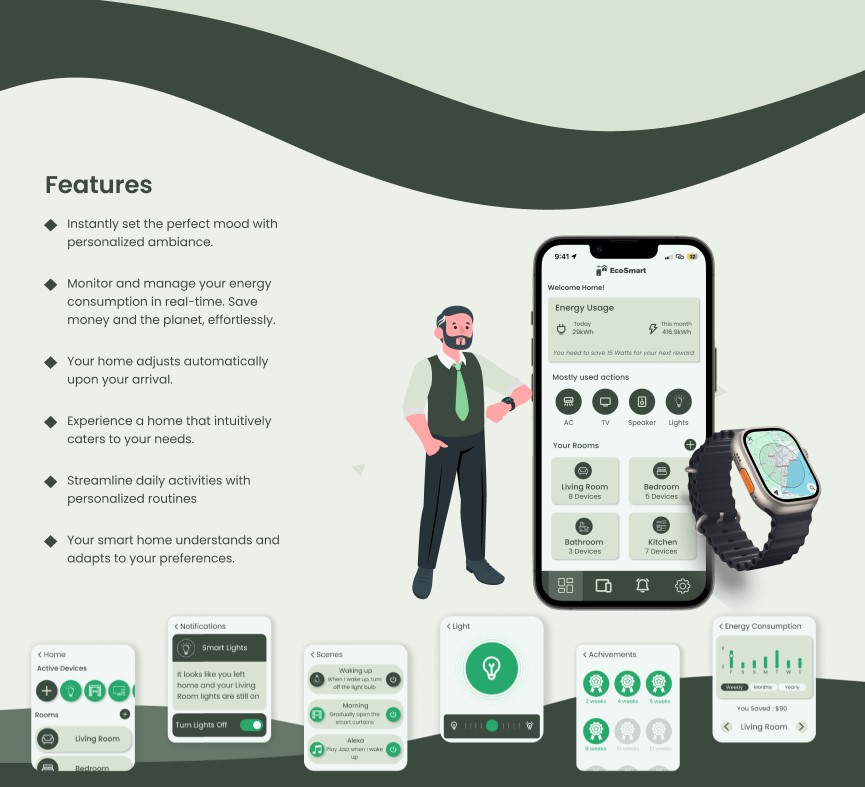 Features
Instantly set the perfect mood with
personalized ambiance.
Monitor and manage your energy
consumption in real-time. Save
money and the planet, effortlessly.
Your home adjusts automatically
upon your arrival.
Experience a home that intuitively
caters to your needs.
Streamline daily activities with
personalized routines
Your smart home understands and
adapts to your preferences.
9:41
32
EcoSmart
Welcome Home!
Energy Usage
Today
29kWh
This month
416.9kWh
You need to save 15 Watts for your next reward
Mostly used actions
AC TV Speaker Lights
Your Rooms
Living Room
8 Devices
Bedroom
5 Devices
Bathroom
3 Devices
Kitchen
7 Devices
Home
Active Devices
Rooms
Living Room
Bedroom
Notifications
Smart Lights
It looks like you left
home and your Living
Room lights are still on
Turn Lights Off
Scenes
Waking up
When i wake up, turn
off the light bulb
Morning
Gradually open the
smart curtains
Alexa
Play Jazz when i wake
up
Light
Achivements
2 weeks 4 weeks 6 weeks
8 weeks 10 weeks 12 weeks
Energy Consumption
F S S M T W T
Weekly Monthly Yearly
You Saved : $90
Living Room